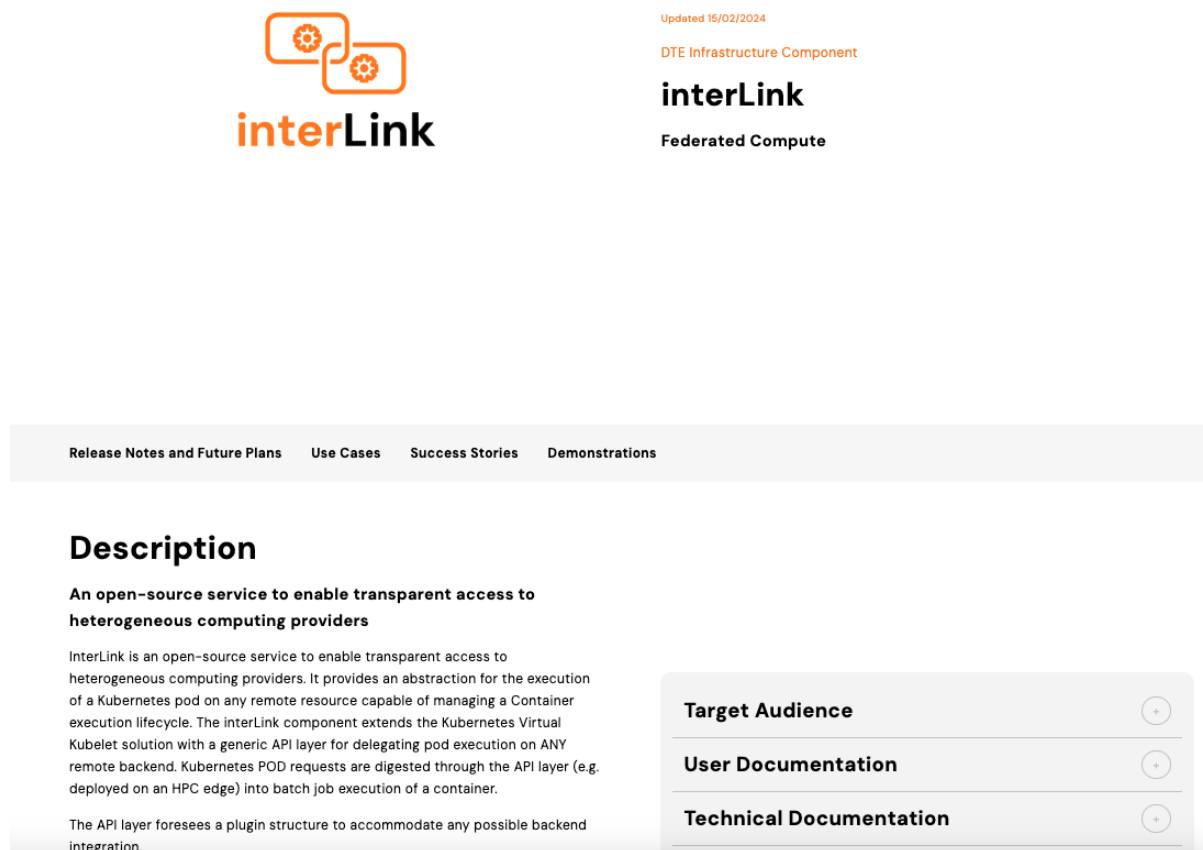 interLink
Updated 15/02/2024
DTE Infrastructure Component
interLink
Federated Compute
Release Notes and Future Plans
Use Cases
Success Stories
Demonstrations
Description
An open-source service to enable transparent access to
heterogeneous computing providers
InterLink is an open-source service to enable transparent access to
heterogeneous computing providers. It provides an abstraction for the execution
of a Kubernetes pod on any remote resource capable of managing a Container
execution lifecycle. The interLink component extends the Kubernetes Virtual
Kubelet solution with a generic API layer for delegating pod execution on ANY
remote backend. Kubernetes POD requests are digested through the API layer (e.g.
deployed on an HPC edge) into batch job execution of a container.
The API layer foresees a plugin structure to accommodate any possible backend
integration.
Target Audience
+
User Documentation
+
Technical Documentation
+